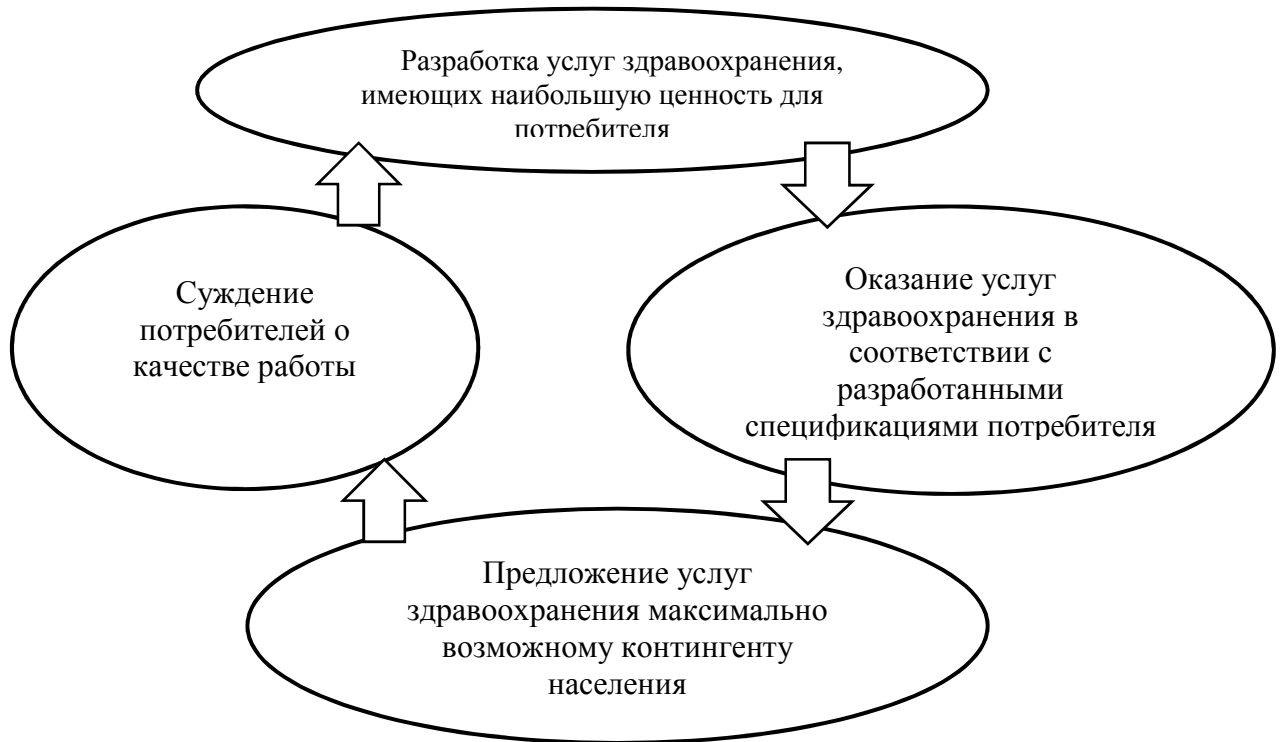 Разработка услуг здравоохранения,
имеющих наибольшую ценность для
потребителя
Суждение
потребителей о
качестве работы
Оказание услуг
здравоохранения в
соответствии с
разработанными
спецификациями потребителя
Предложение услуг
здравоохранения максимально
возможному контингенту
населения